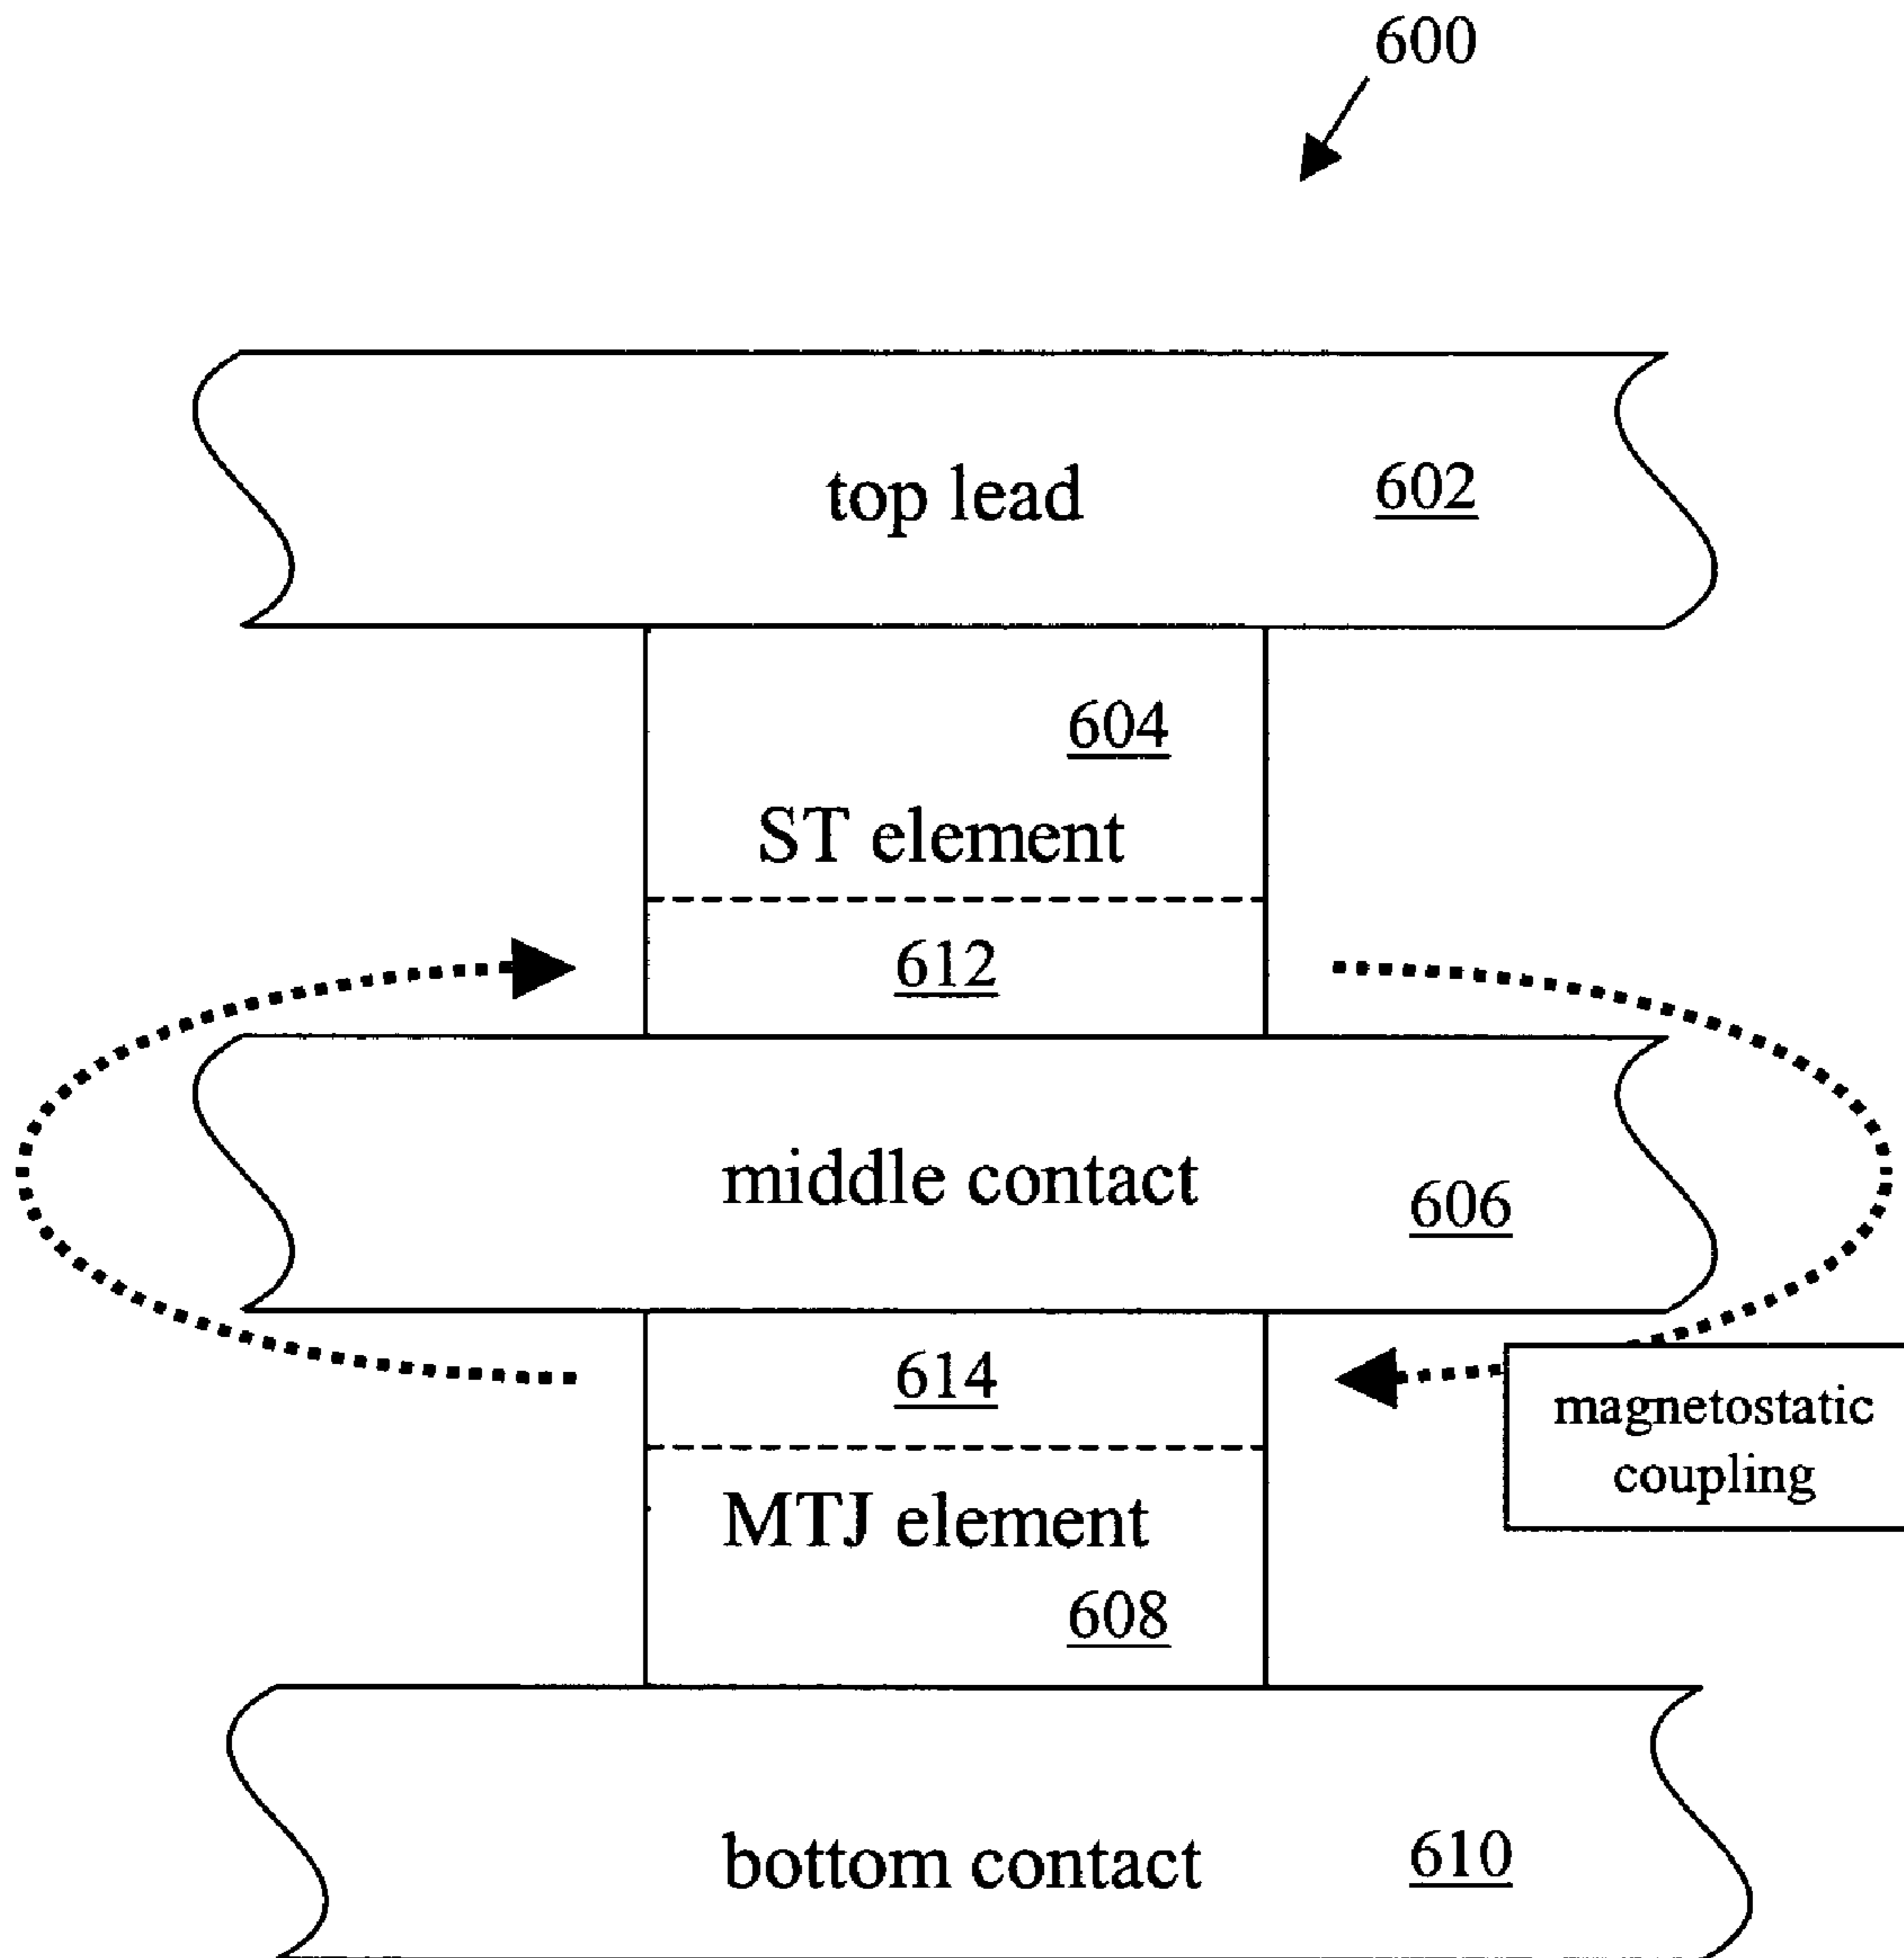 600
top lead 602
604
ST element
612
middle contact 606
614
magnetostatic
coupling
MTJ element
608
bottom contact 610